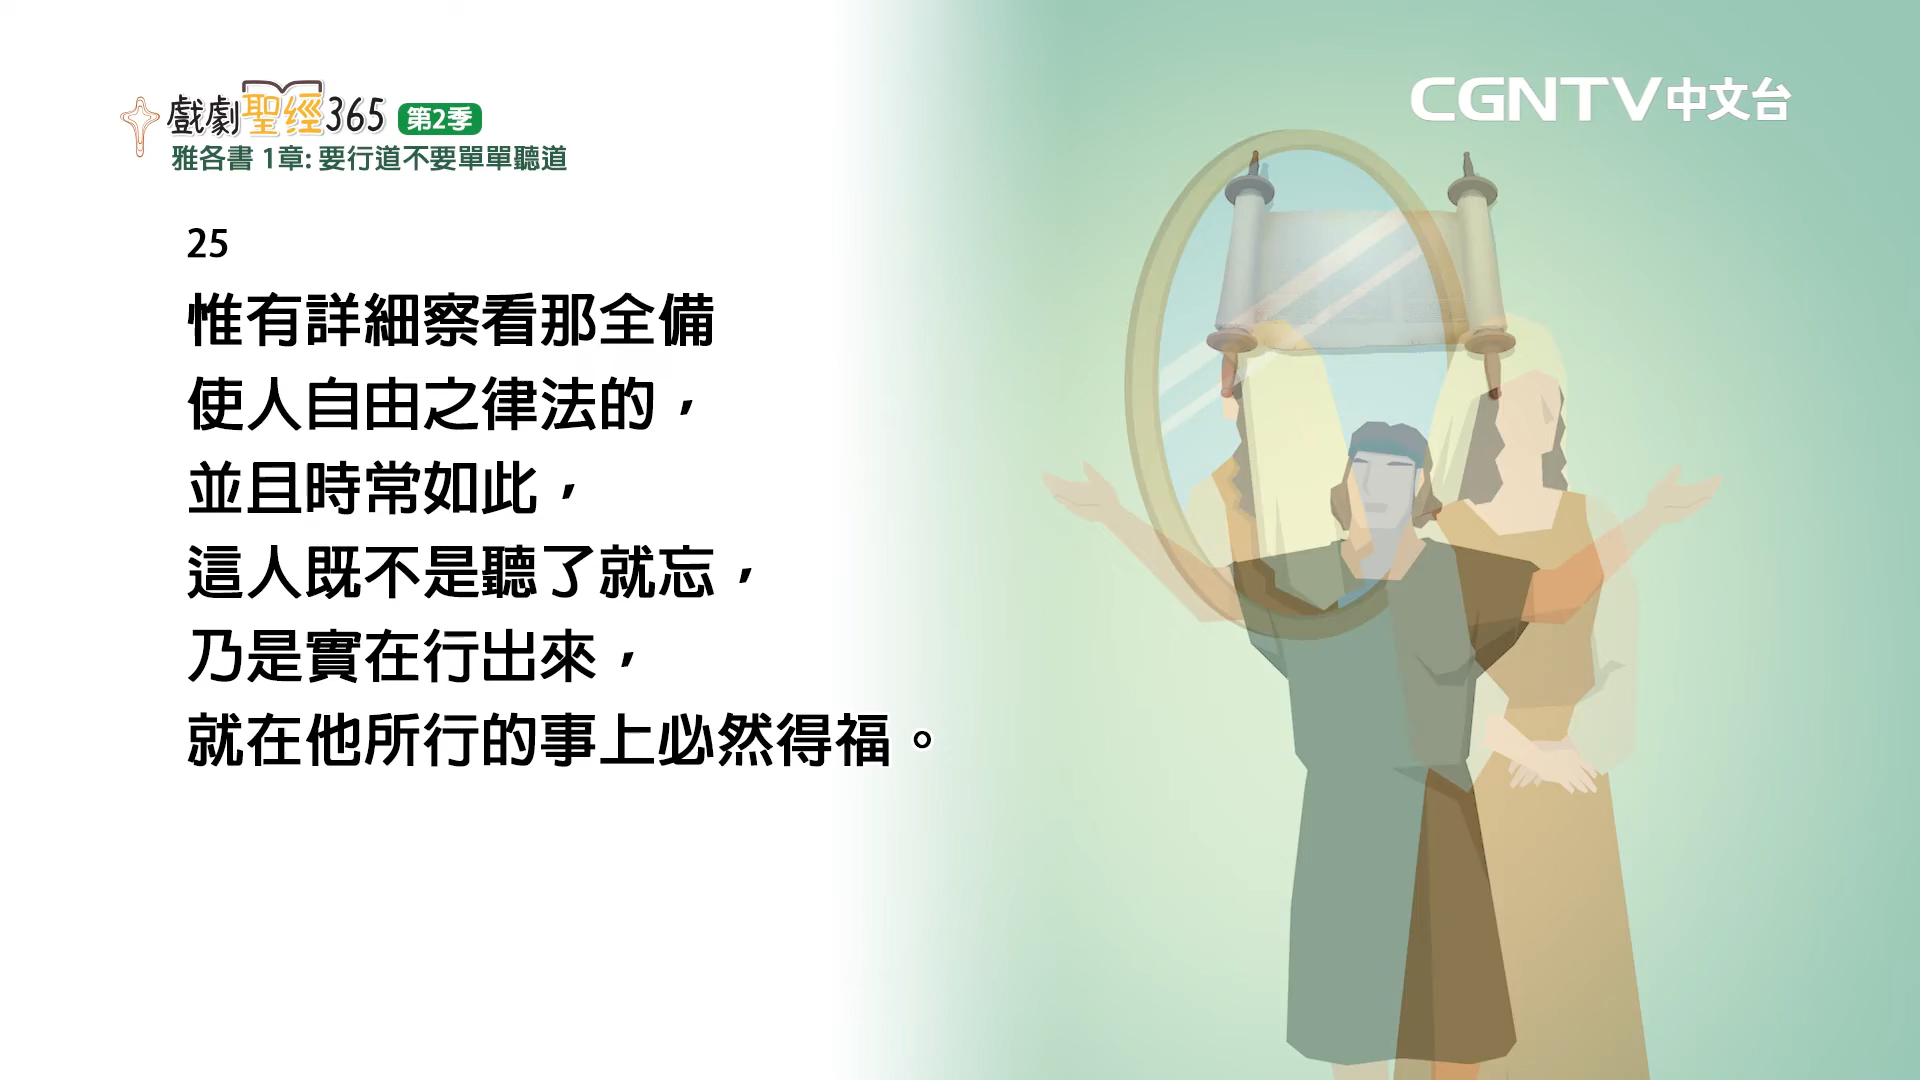 戲劇聖經365 第2季
雅各書 1章: 要行道不要單單聽道
CGNTV中文台
25
惟有詳細察看那全備
使人自由之律法的，
並且時常如此，
這人既不是聽了就忘，
乃是實在行出來，
就在他所行的事上必然得福。